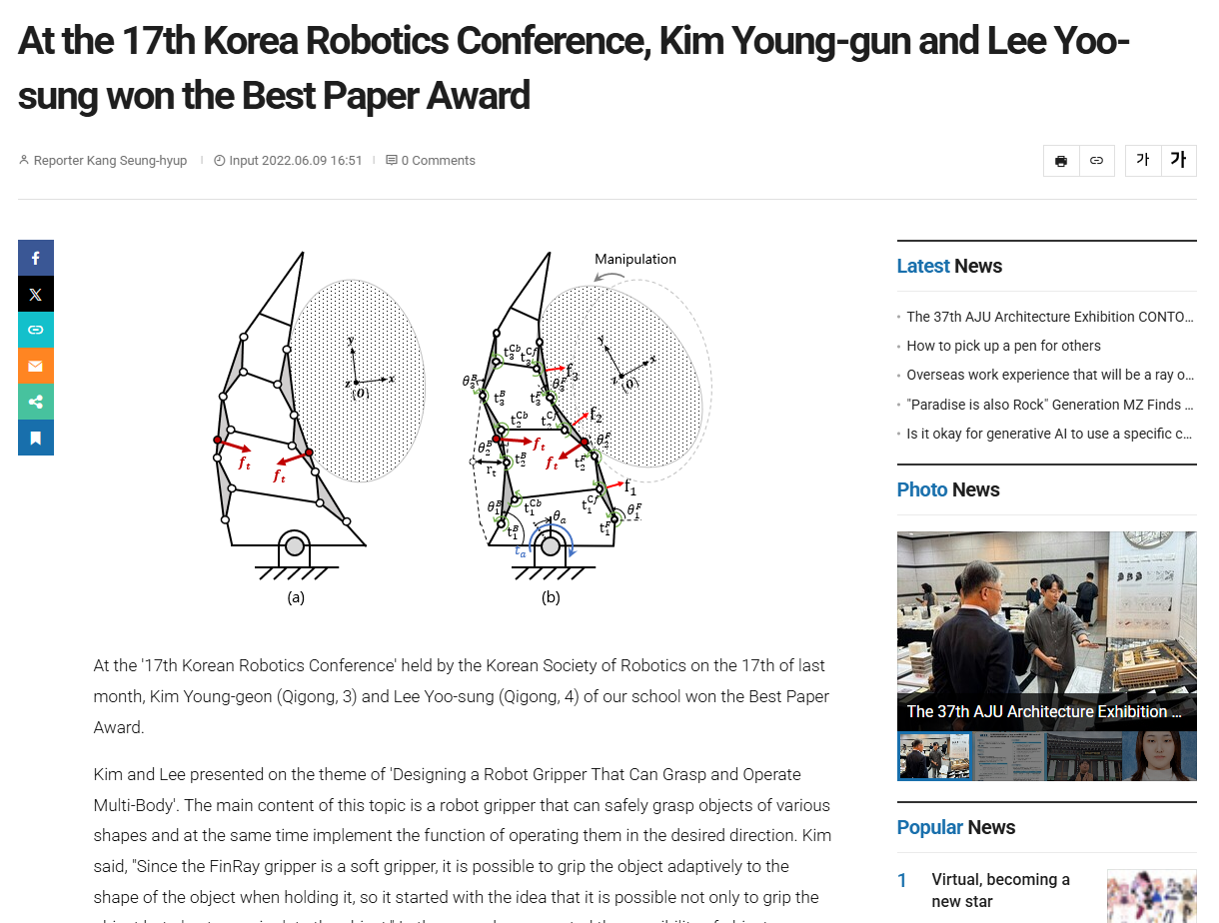 At the 17th Korea Robotics Conference, Kim Young-gun and Lee Yoo-
sung won the Best Paper Award
Reporter Kang Seung-hyup
Input 2022.06.09 16:51
0 Comments
가 가
Manipulation
y
x
z
(O)
f_t
f_t
(a)
y
x
z
(O)
t_3^Cb
t_3^Cf
f_3
θ_3^B
θ_3^F
t_3^B
t_3^F
t_2^Cb
t_2^Cf
f_2
θ_2^B
θ_2^F
f_t
f_t
t_2^B
t_2^F
r_t
f_1
t_1^Cb
t_1^Cf
θ_1^B
θ_1^F
t_1^B
t_1^F
θ_a
t_a
(b)
At the '17th Korean Robotics Conference' held by the Korean Society of Robotics on the 17th of last
month, Kim Young-geon (Qigong, 3) and Lee Yoo-sung (Qigong, 4) of our school won the Best Paper
Award.
Kim and Lee presented on the theme of 'Designing a Robot Gripper That Can Grasp and Operate
Multi-Body'. The main content of this topic is a robot gripper that can safely grasp objects of various
shapes and at the same time implement the function of operating them in the desired direction. Kim
said, "Since the FinRay gripper is a soft gripper, it is possible to grip the object adaptively to the
shape of the object when holding it, so it started with the idea that it is possible not only to grip the
Latest News
The 37th AJU Architecture Exhibition CONTO...
How to pick up a pen for others
Overseas work experience that will be a ray o...
"Paradise is also Rock" Generation MZ Finds ...
Is it okay for generative AI to use a specific c...
Photo News
The 37th AJU Architecture Exhibition ...
Popular News
1
Virtual, becoming a
new star